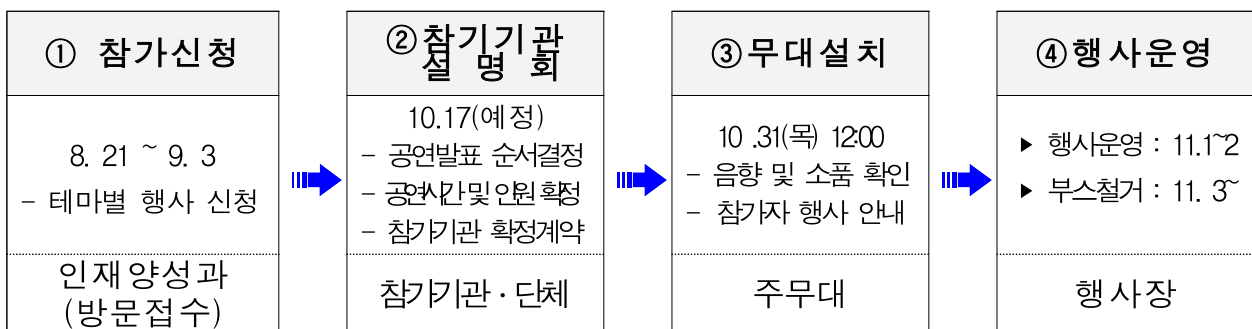 ① 참가신청
8. 21 ~ 9. 3
- 테마별 행사 신청
인재양성과
(방문접수)
②참기기관
설 명 회
10.17(예정)
- 공연발표 순서결정
- 공연시간 및 인원 확정
- 참가기관 확정계약
참가기관 · 단체
③무대설치
10 .31(목) 12:00
- 음향 및 소품 확인
- 참가자 행사 안내
주무대
④행사운영
▶ 행사운영 : 11.1~2
▶ 부스철거 : 11. 3~
행사장